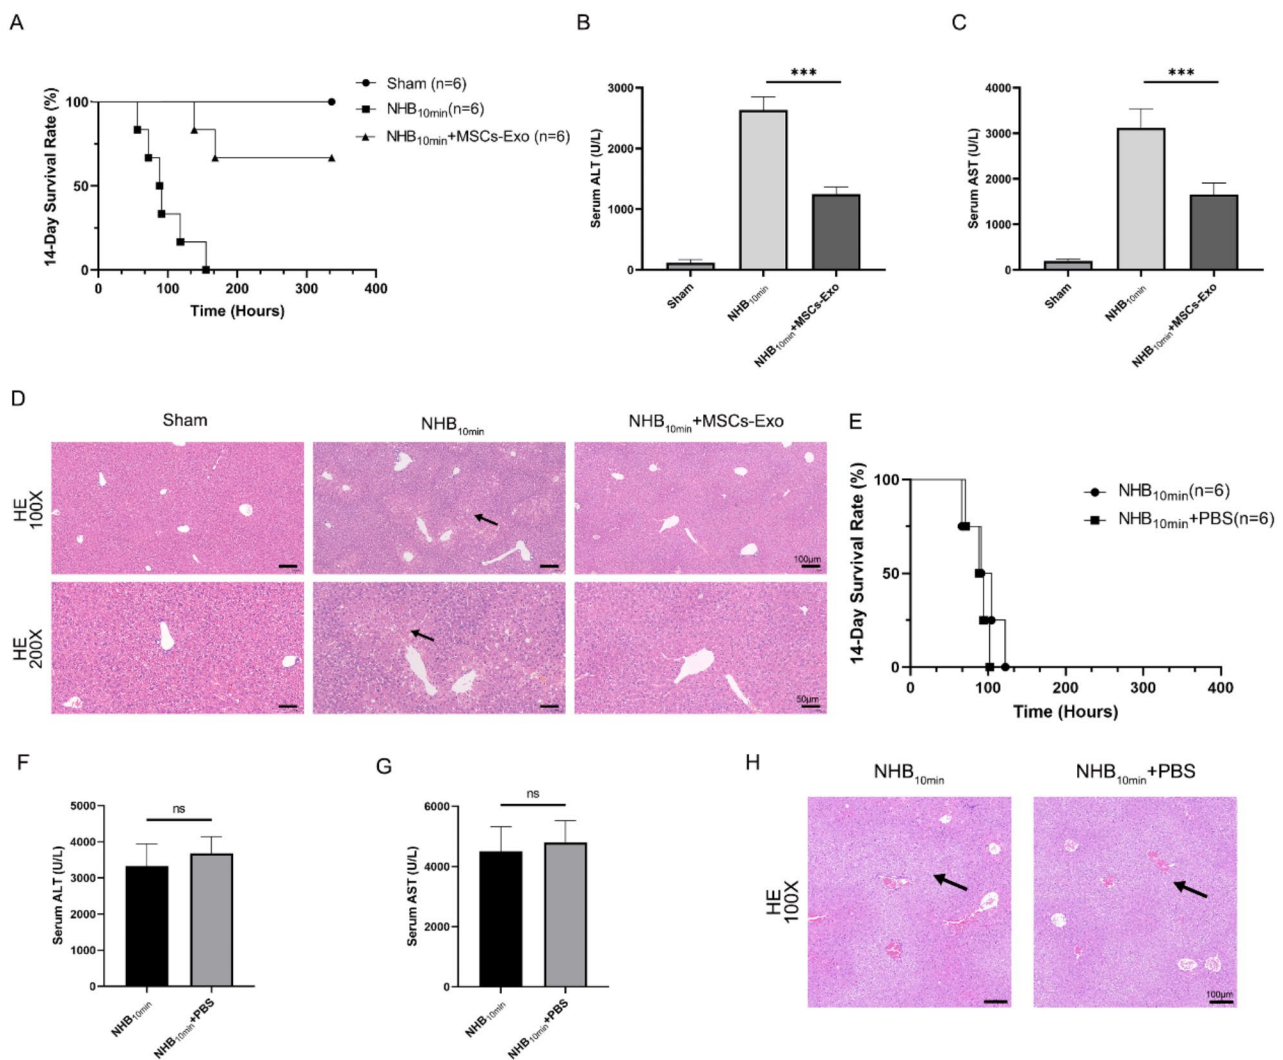 A
14-Day Survival Rate (%)
100
50
0
0 100 200 300 400
Time (Hours)
Sham (n=6)
NHB10min(n=6)
NHB10min+MSCs-Exo (n=6)
B
Serum ALT (U/L)
3000
2000
1000
0
***
Sham
NHB10min
NHB10min+MSCs-Exo
C
Serum AST (U/L)
4000
3000
2000
1000
0
***
Sham
NHB10min
NHB10min+MSCs-Exo
D
Sham
NHB10min
NHB10min+MSCs-Exo
HE
100X
100μm
HE
200X
50μm
E
14-Day Survival Rate (%)
100
50
0
0 100 200 300 400
Time (Hours)
NHB10min(n=6)
NHB10min+PBS(n=6)
F
Serum ALT (U/L)
5000
4000
3000
2000
1000
0
ns
NHB10min
NHB10min+PBS
G
Serum AST (U/L)
6000
4000
2000
0
ns
NHB10min
NHB10min+PBS
H
NHB10min
NHB10min+PBS
HE
100X
100μm